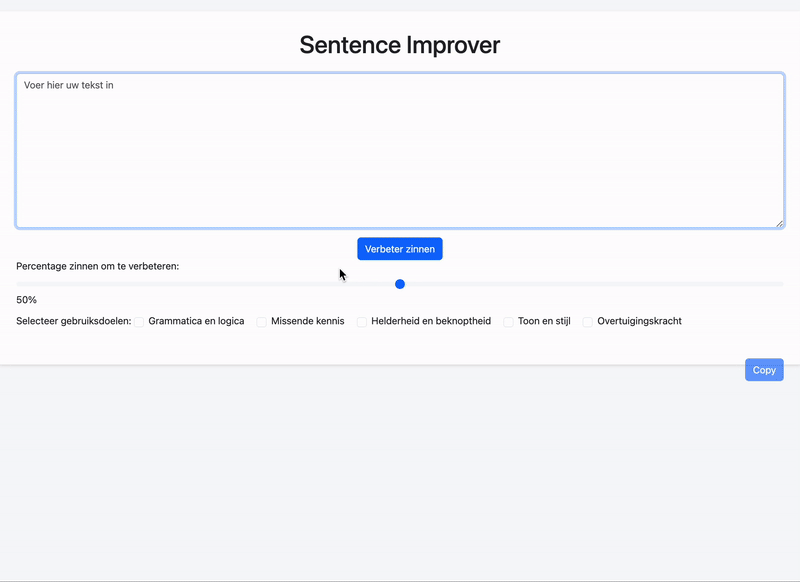 Sentence Improver
Voer hier uw tekst in
Verbeter zinnen
Percentage zinnen om te verbeteren:
50%
Selecteer gebruiksdoelen: Grammatica en logica Missende kennis Helderheid en beknoptheid Toon en stijl Overtuigingskracht
Copy